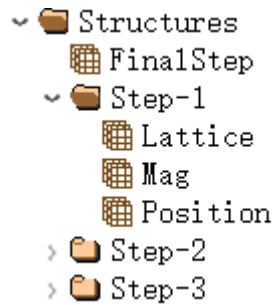 Structures
FinalStep
Step-1
Lattice
Mag
Position
Step-2
Step-3